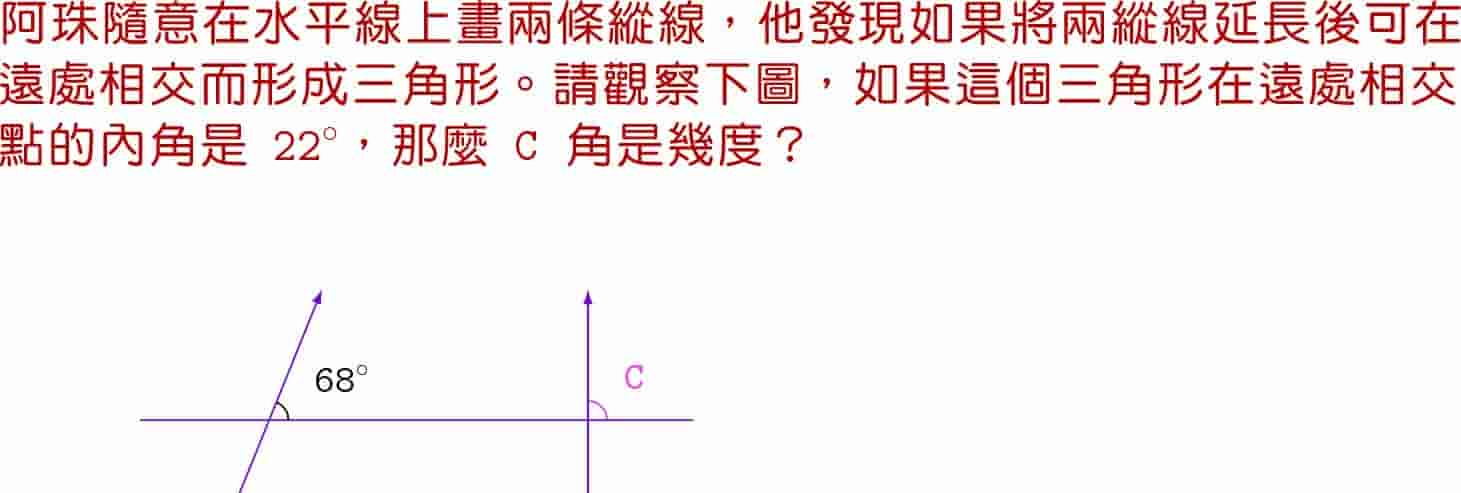 阿珠隨意在水平線上畫兩條縱線，他發現如果將兩縱線延長後可在
遠處相交而形成三角形。請觀察下圖，如果這個三角形在遠處相交
點的內角是 22°，那麼 C 角是幾度？
68°
C